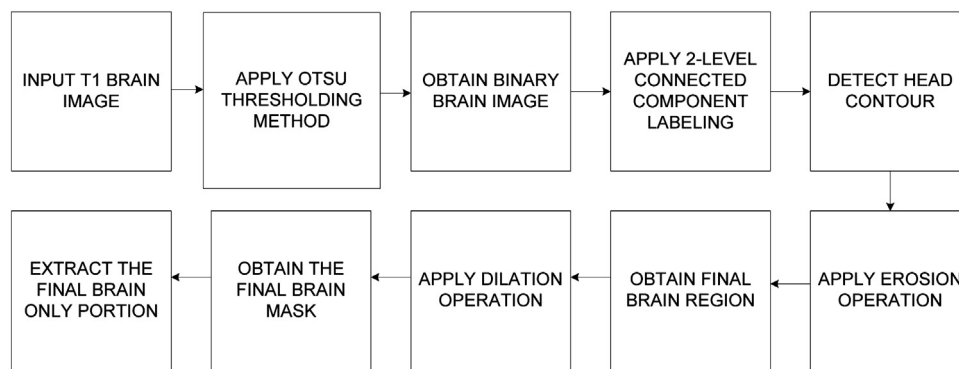 INPUT T1 BRAIN
IMAGE
APPLY OTSU
THRESHOLDING
METHOD
OBTAIN BINARY
BRAIN IMAGE
APPLY 2-LEVEL
CONNECTED
COMPONENT
LABELING
DETECT HEAD
CONTOUR
APPLY EROSION
OPERATION
OBTAIN FINAL
BRAIN REGION
APPLY DILATION
OPERATION
OBTAIN THE
FINAL BRAIN
MASK
EXTRACT THE
FINAL BRAIN
ONLY PORTION